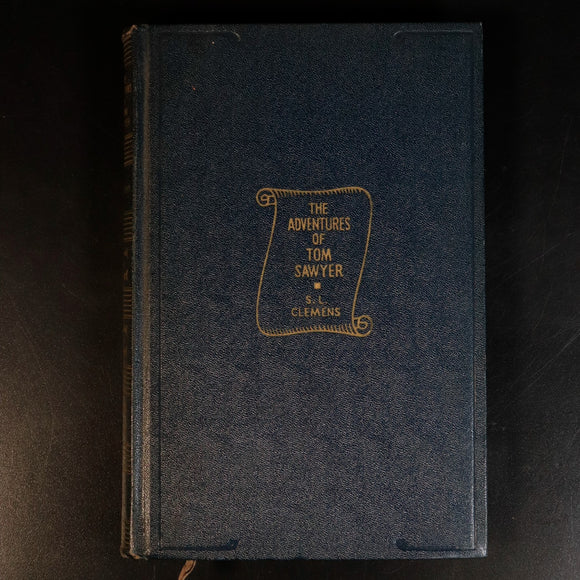 THE
ADVENTURES
OF
TOM
SAWYER
S. L.
CLEMENS